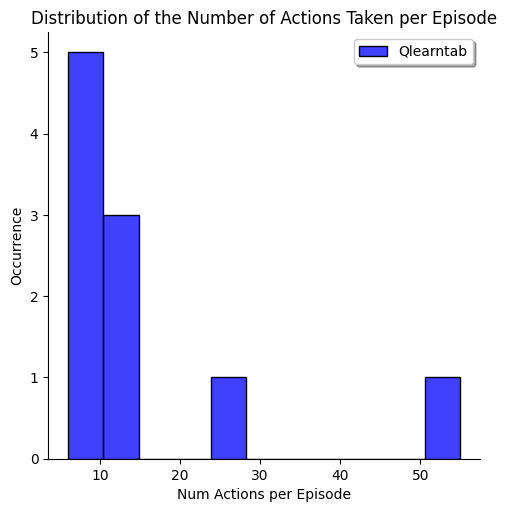 Distribution of the Number of Actions Taken per Episode
Qlearntab
Occurrence
5
4
3
2
1
0
10 20 30 40 50
Num Actions per Episode